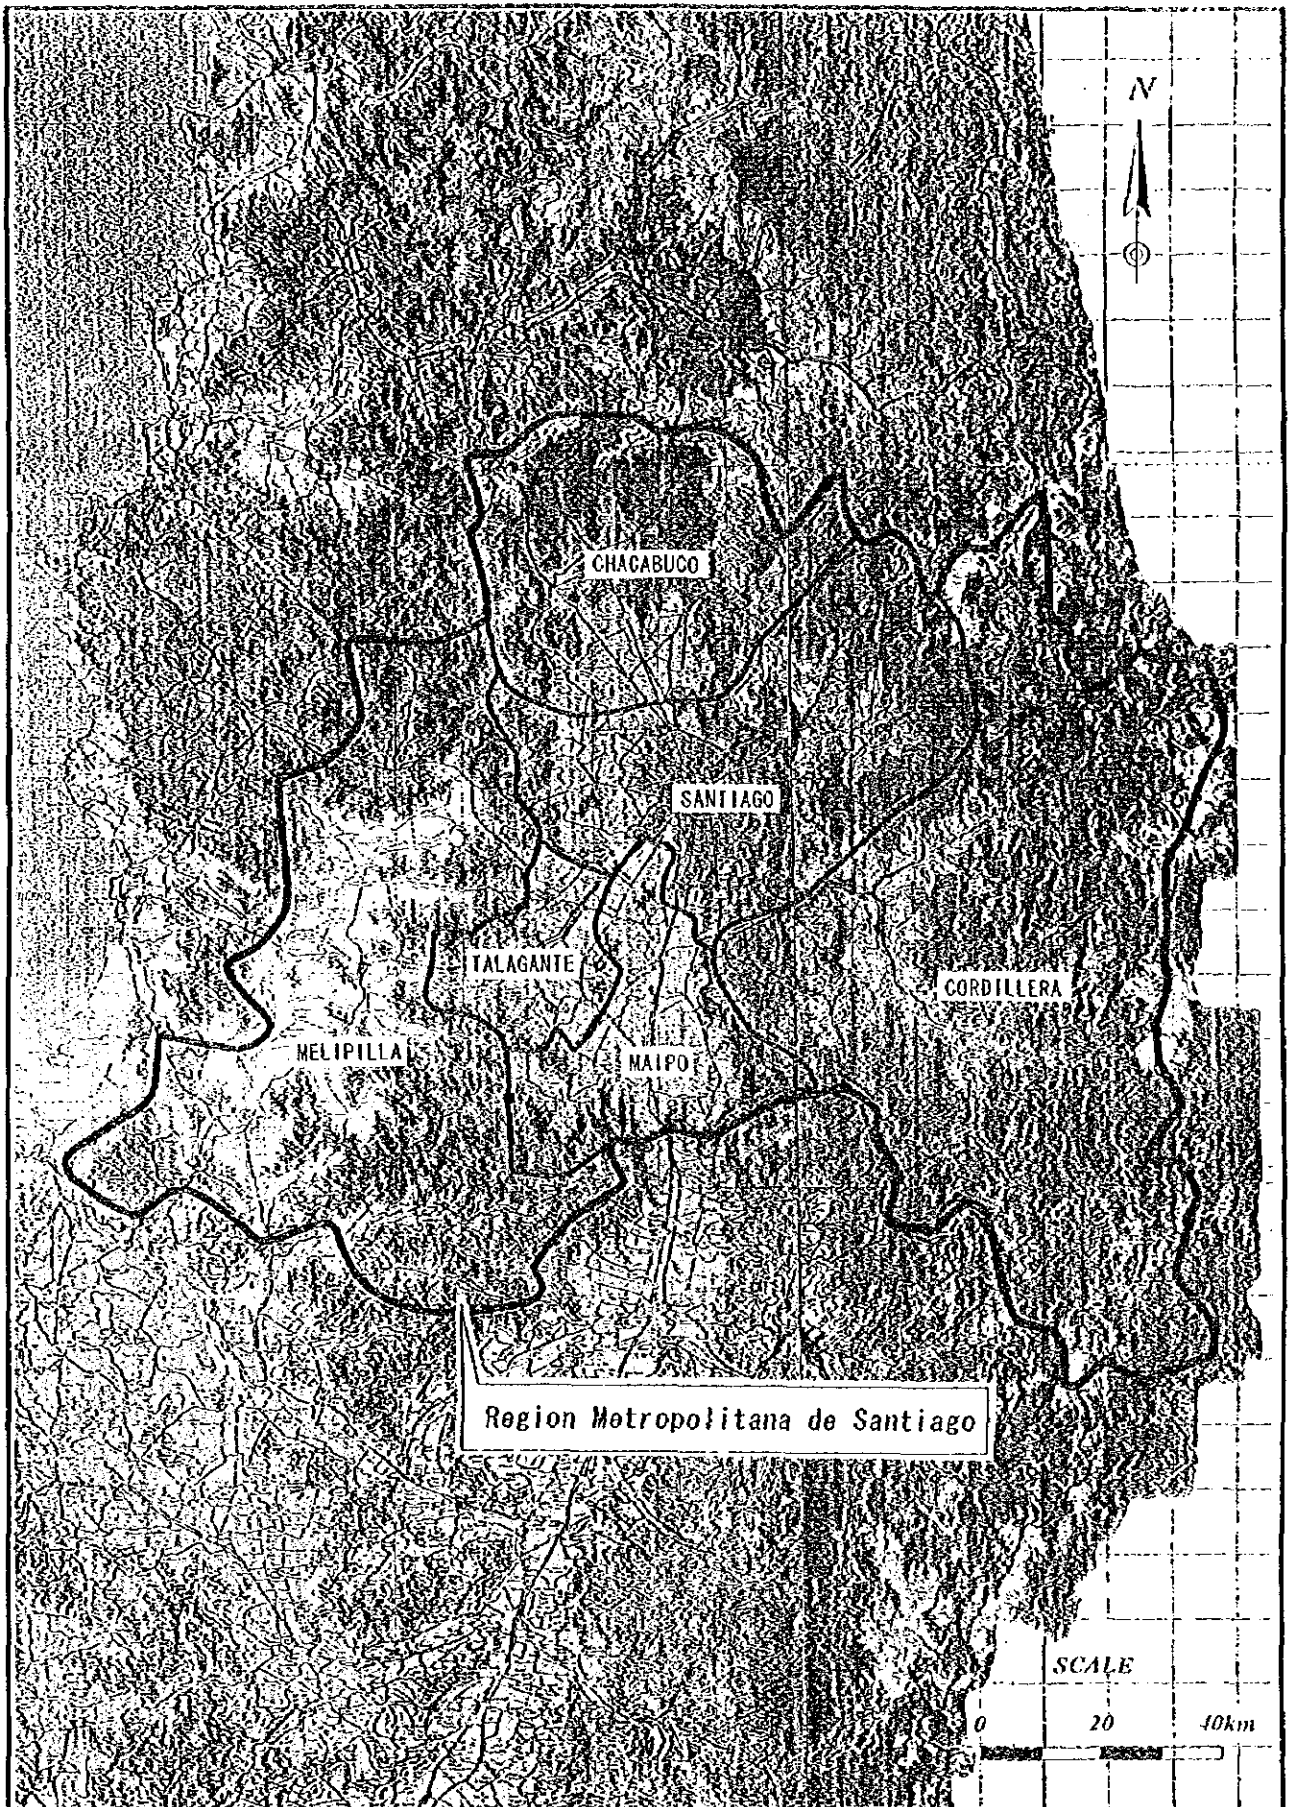 N
CHACABUCO
SANTIAGO
TALAGANTE
CORDILLERA
MELIPILLA
MAIPO
Region Metropolitana de Santiago
SCALE
0 20 40km